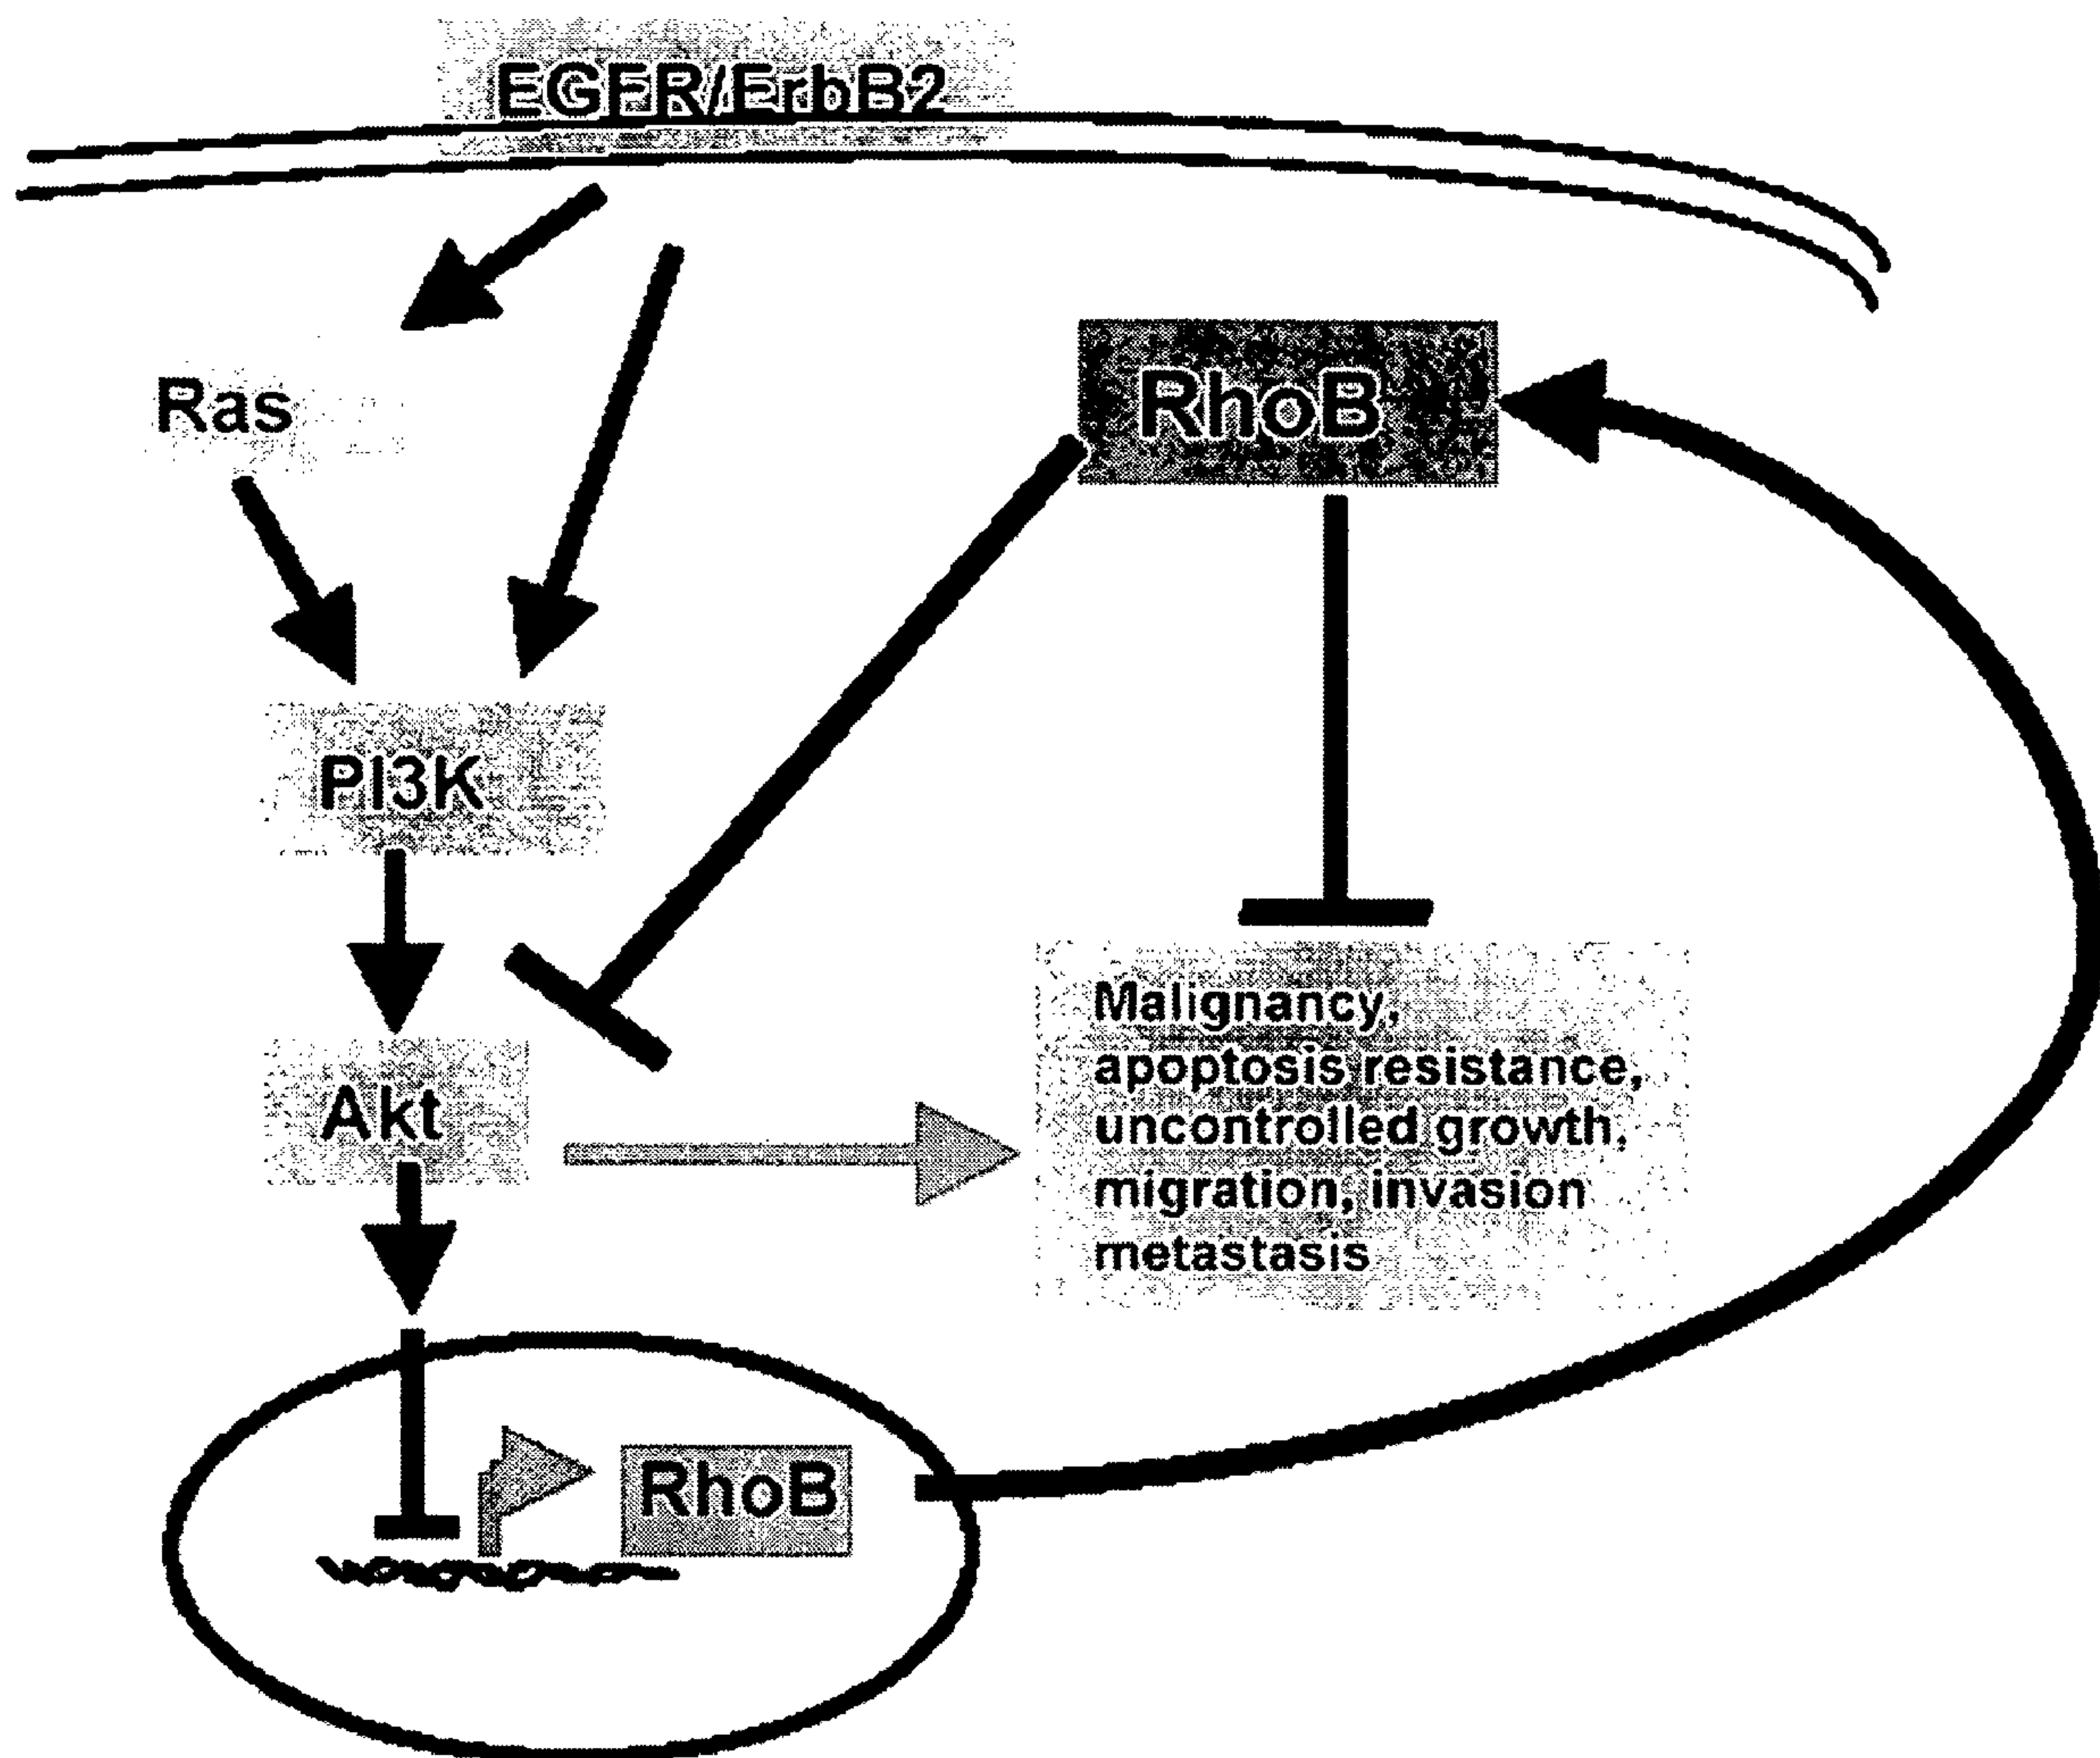 EGFR/ErbB2
Ras
RhoB
PI3K
Malignancy,
apoptosis resistance,
uncontrolled growth,
migration, invasion
metastasis
Akt
RhoB